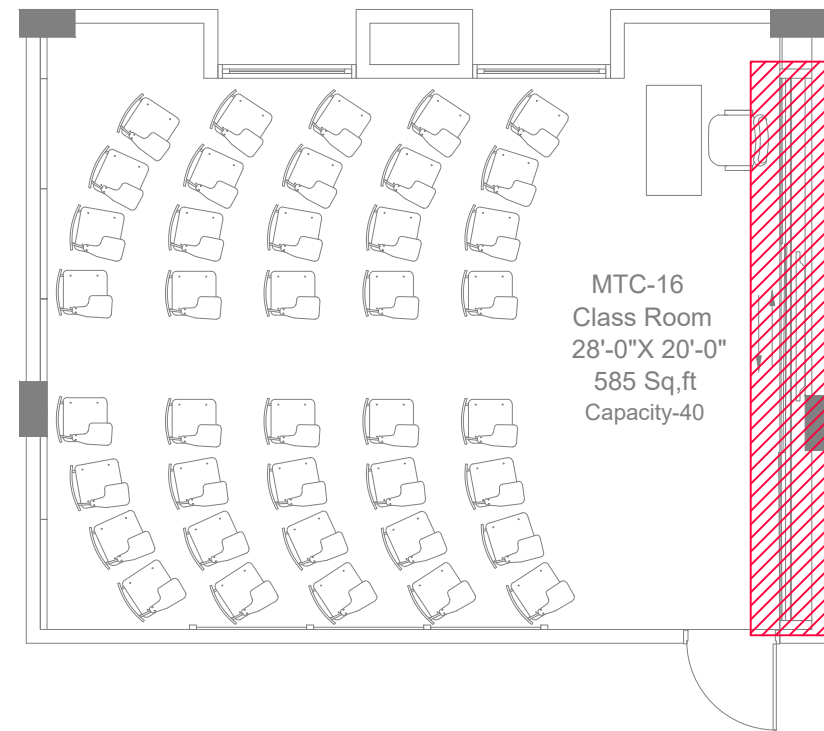 MTC-16
Class Room
28'-0"X 20'-0"
585 Sq,ft
Capacity-40